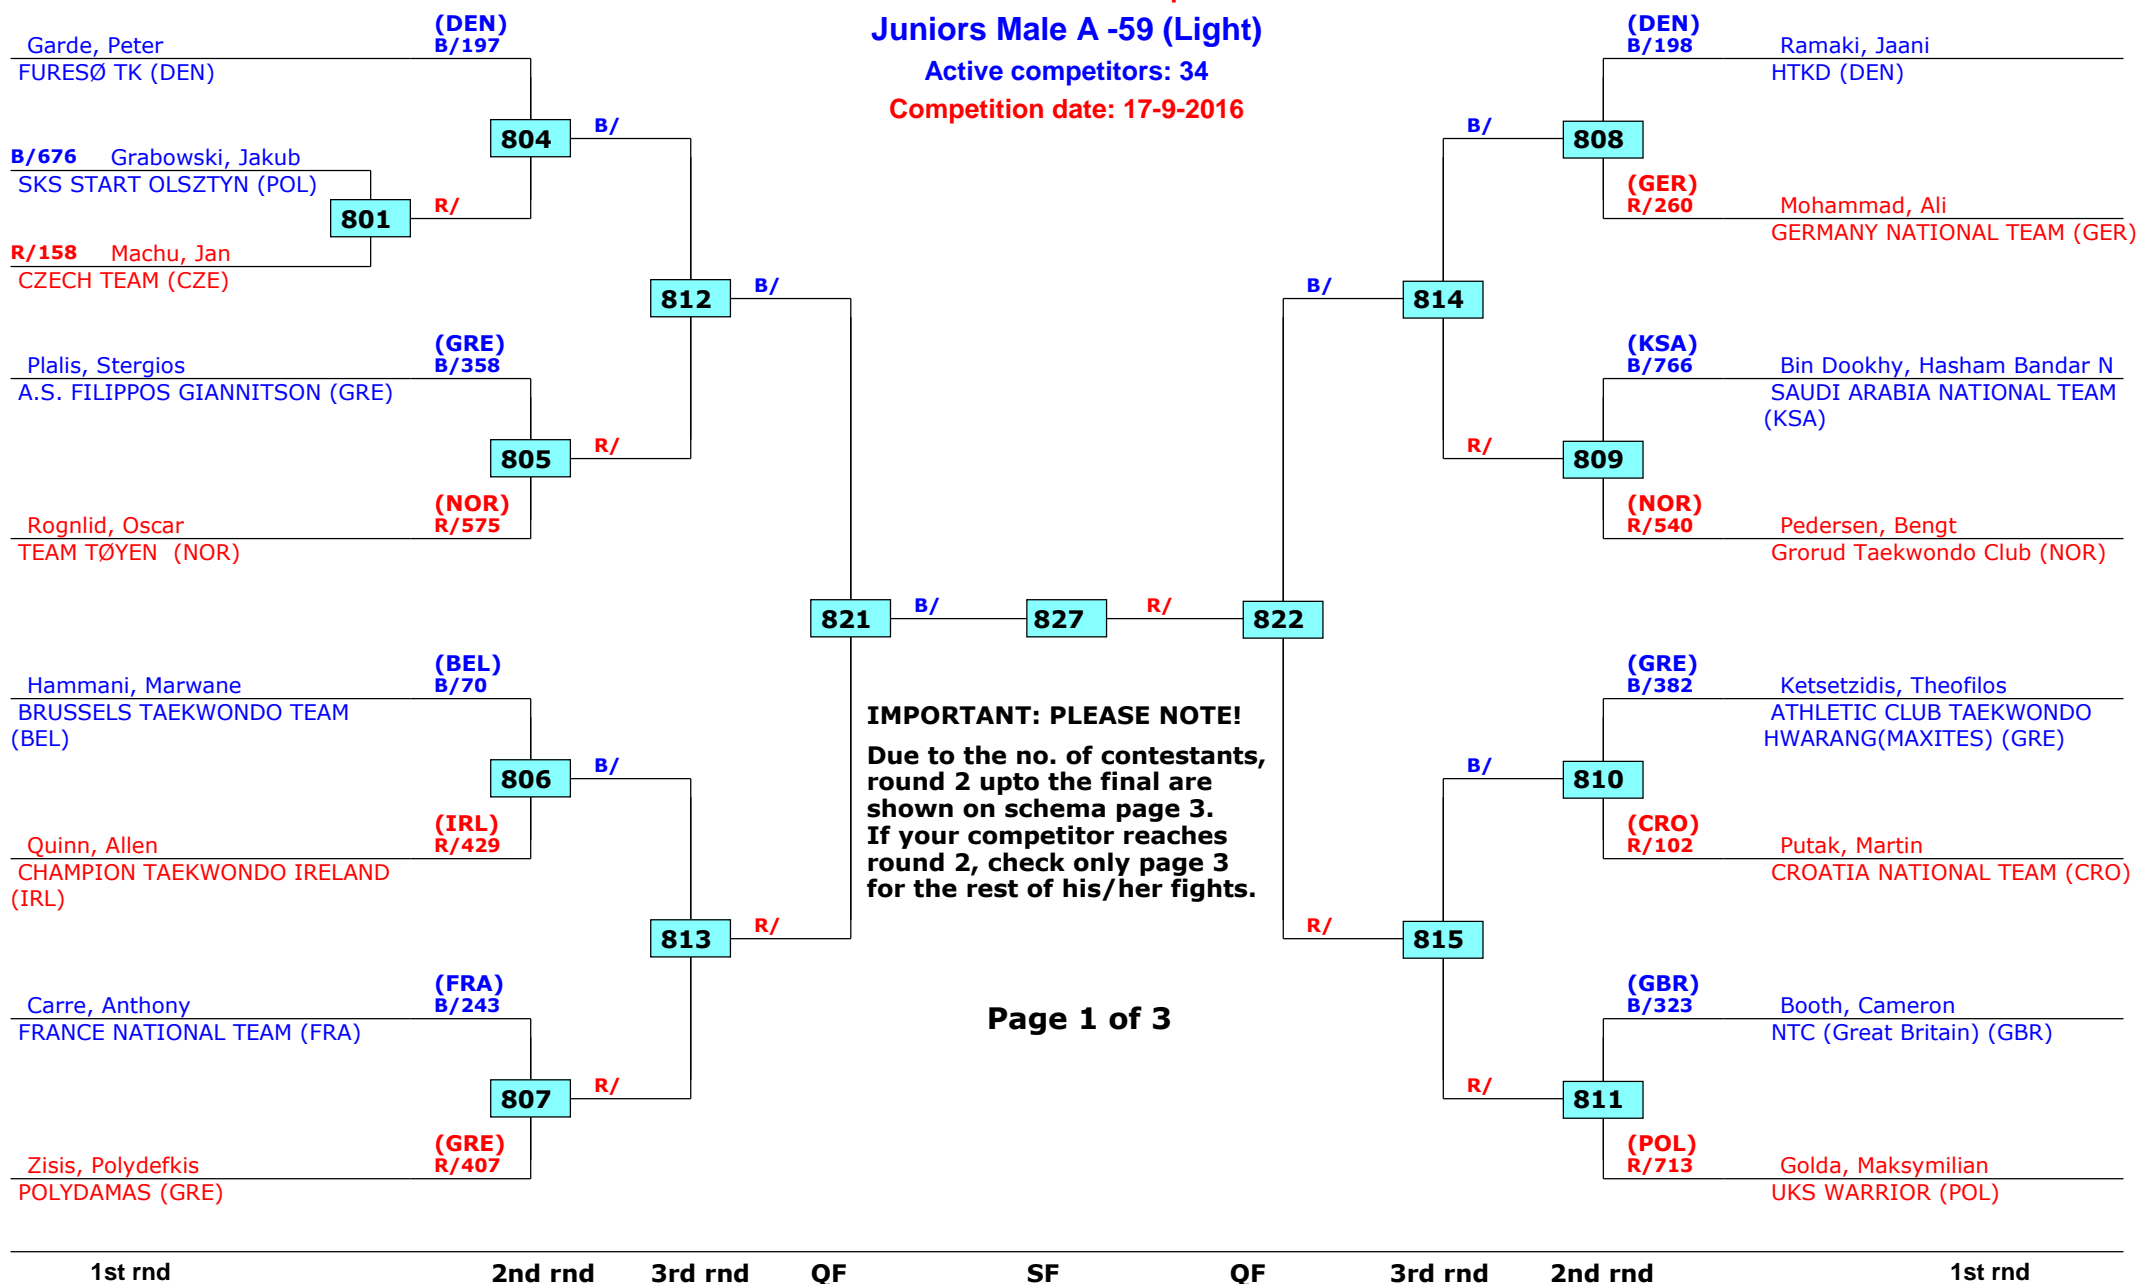 Juniors Male A -59 (Light)
Active competitors: 34
Competition date: 17-9-2016
(DEN)
Garde, Peter B/197
FURESØ TK (DEN)
804
B/
B/676 Grabowski, Jakub
SKS START OLSZTYN (POL)
801
R/
R/158 Machu, Jan
CZECH TEAM (CZE)
812
B/
(GRE)
Plalis, Stergios B/358
A.S. FILIPPOS GIANNITSON (GRE)
805
R/
(NOR)
Rognlid, Oscar R/575
TEAM TØYEN (NOR)
821
B/
827
R/
822
(BEL)
Hammani, Marwane B/70
BRUSSELS TAEKWONDO TEAM
(BEL)
806
B/
(IRL)
Quinn, Allen R/429
CHAMPION TAEKWONDO IRELAND
(IRL)
813
R/
(FRA)
Carre, Anthony B/243
FRANCE NATIONAL TEAM (FRA)
807
R/
(GRE)
Zisis, Polydefkis R/407
POLYDAMAS (GRE)
IMPORTANT: PLEASE NOTE!
Due to the no. of contestants,
round 2 upto the final are
shown on schema page 3.
If your competitor reaches
round 2, check only page 3
for the rest of his/her fights.
Page 1 of 3
(DEN)
B/198 Ramaki, Jaani
HTKD (DEN)
B/
808
(GER)
R/260 Mohammad, Ali
GERMANY NATIONAL TEAM (GER)
B/
814
(KSA)
B/766 Bin Dookhy, Hasham Bandar N
SAUDI ARABIA NATIONAL TEAM
(KSA)
R/
809
(NOR)
R/540 Pedersen, Bengt
Grorud Taekwondo Club (NOR)
(GRE)
B/382 Ketsetzidis, Theofilos
ATHLETIC CLUB TAEKWONDO
HWARANG(MAXITES) (GRE)
B/
810
(CRO)
R/102 Putak, Martin
CROATIA NATIONAL TEAM (CRO)
R/
815
(GBR)
B/323 Booth, Cameron
NTC (Great Britain) (GBR)
R/
811
(POL)
R/713 Golda, Maksymilian
UKS WARRIOR (POL)
1st rnd 2nd rnd 3rd rnd QF SF QF 3rd rnd 2nd rnd 1st rnd